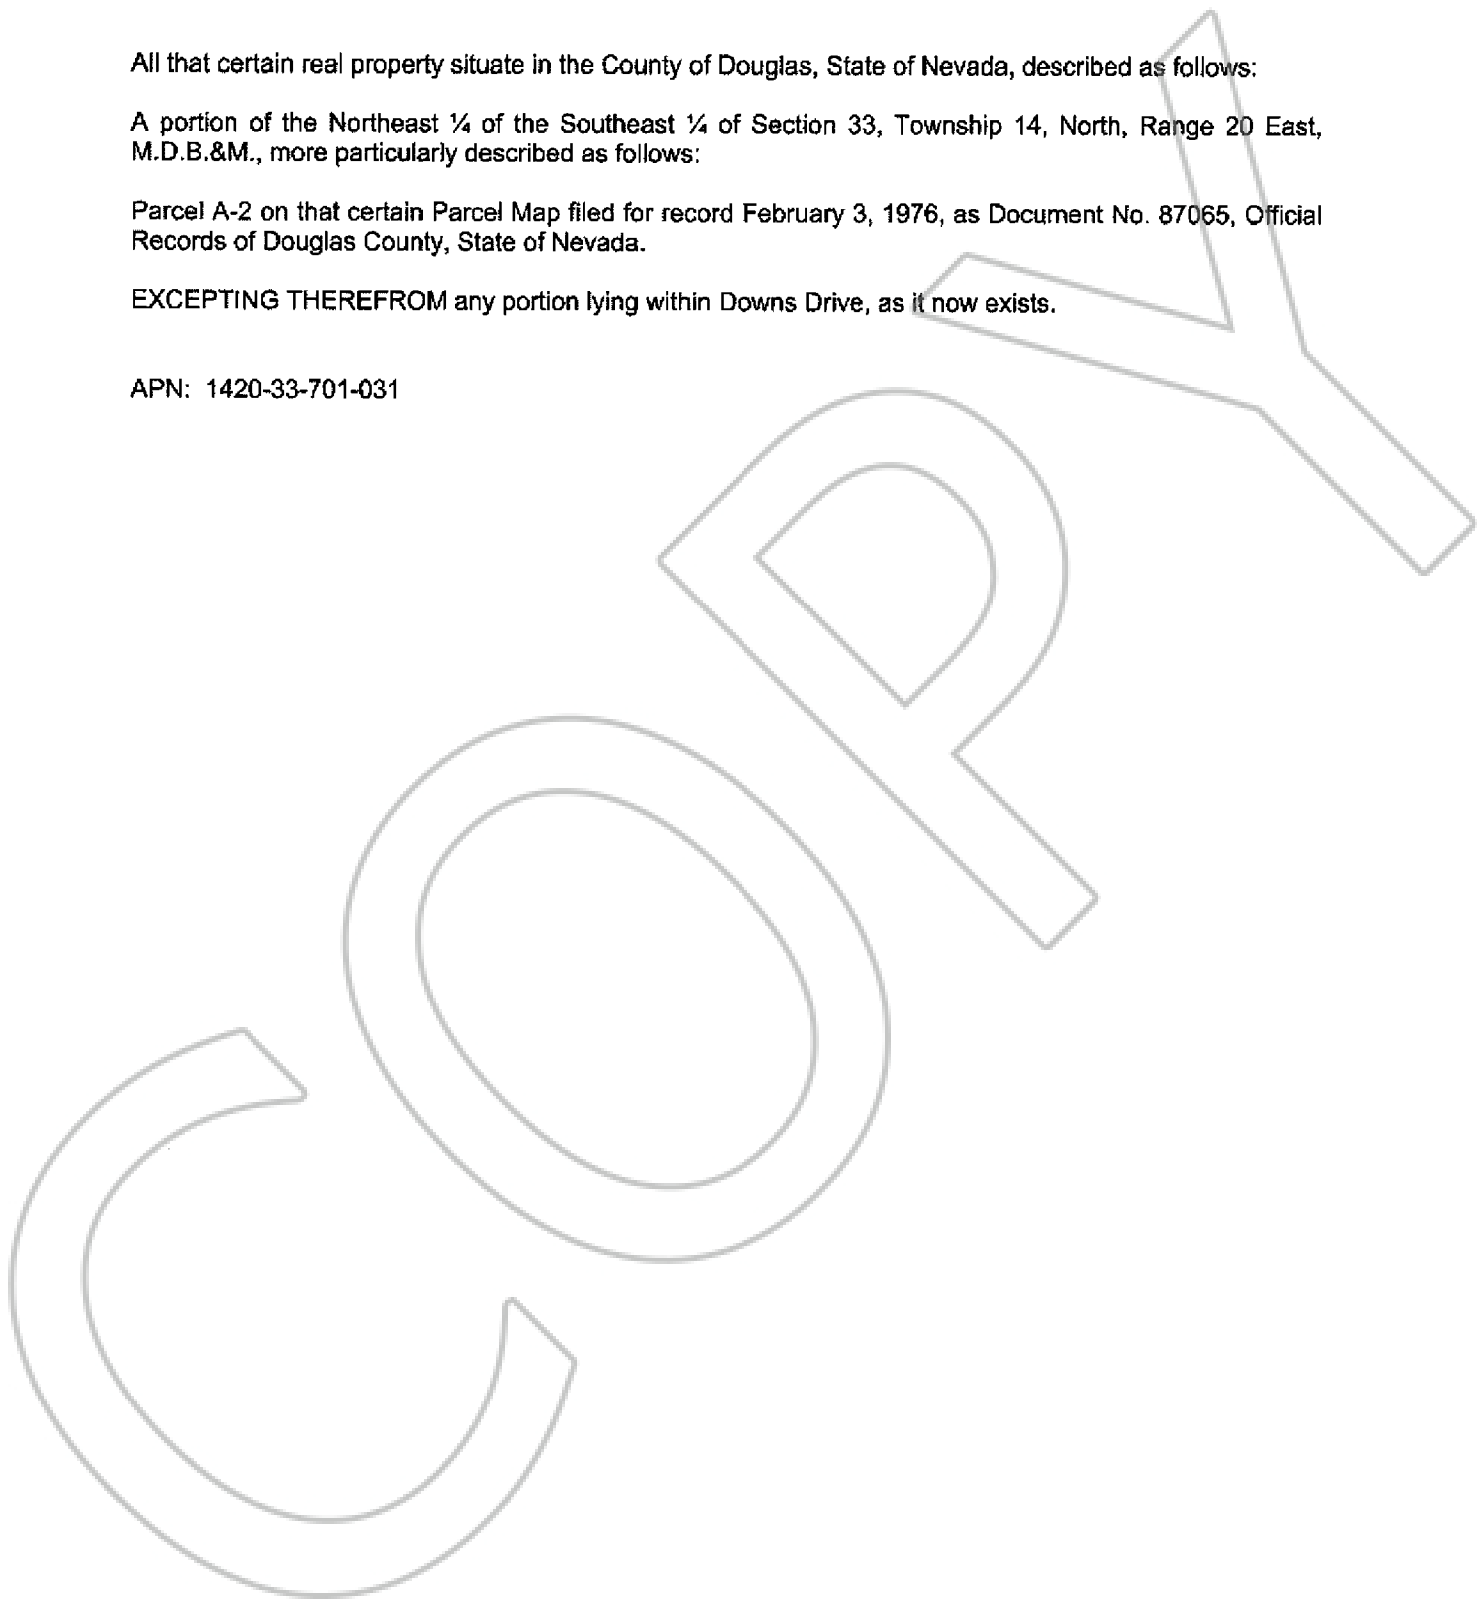 All that certain real property situate in the County of Douglas, State of Nevada, described as follows:
A portion of the Northeast ¼ of the Southeast ¼ of Section 33, Township 14, North, Range 20 East,
M.D.B.&M., more particularly described as follows:
Parcel A-2 on that certain Parcel Map filed for record February 3, 1976, as Document No. 87065, Official
Records of Douglas County, State of Nevada.
EXCEPTING THEREFROM any portion lying within Downs Drive, as it now exists.
APN: 1420-33-701-031
COPY